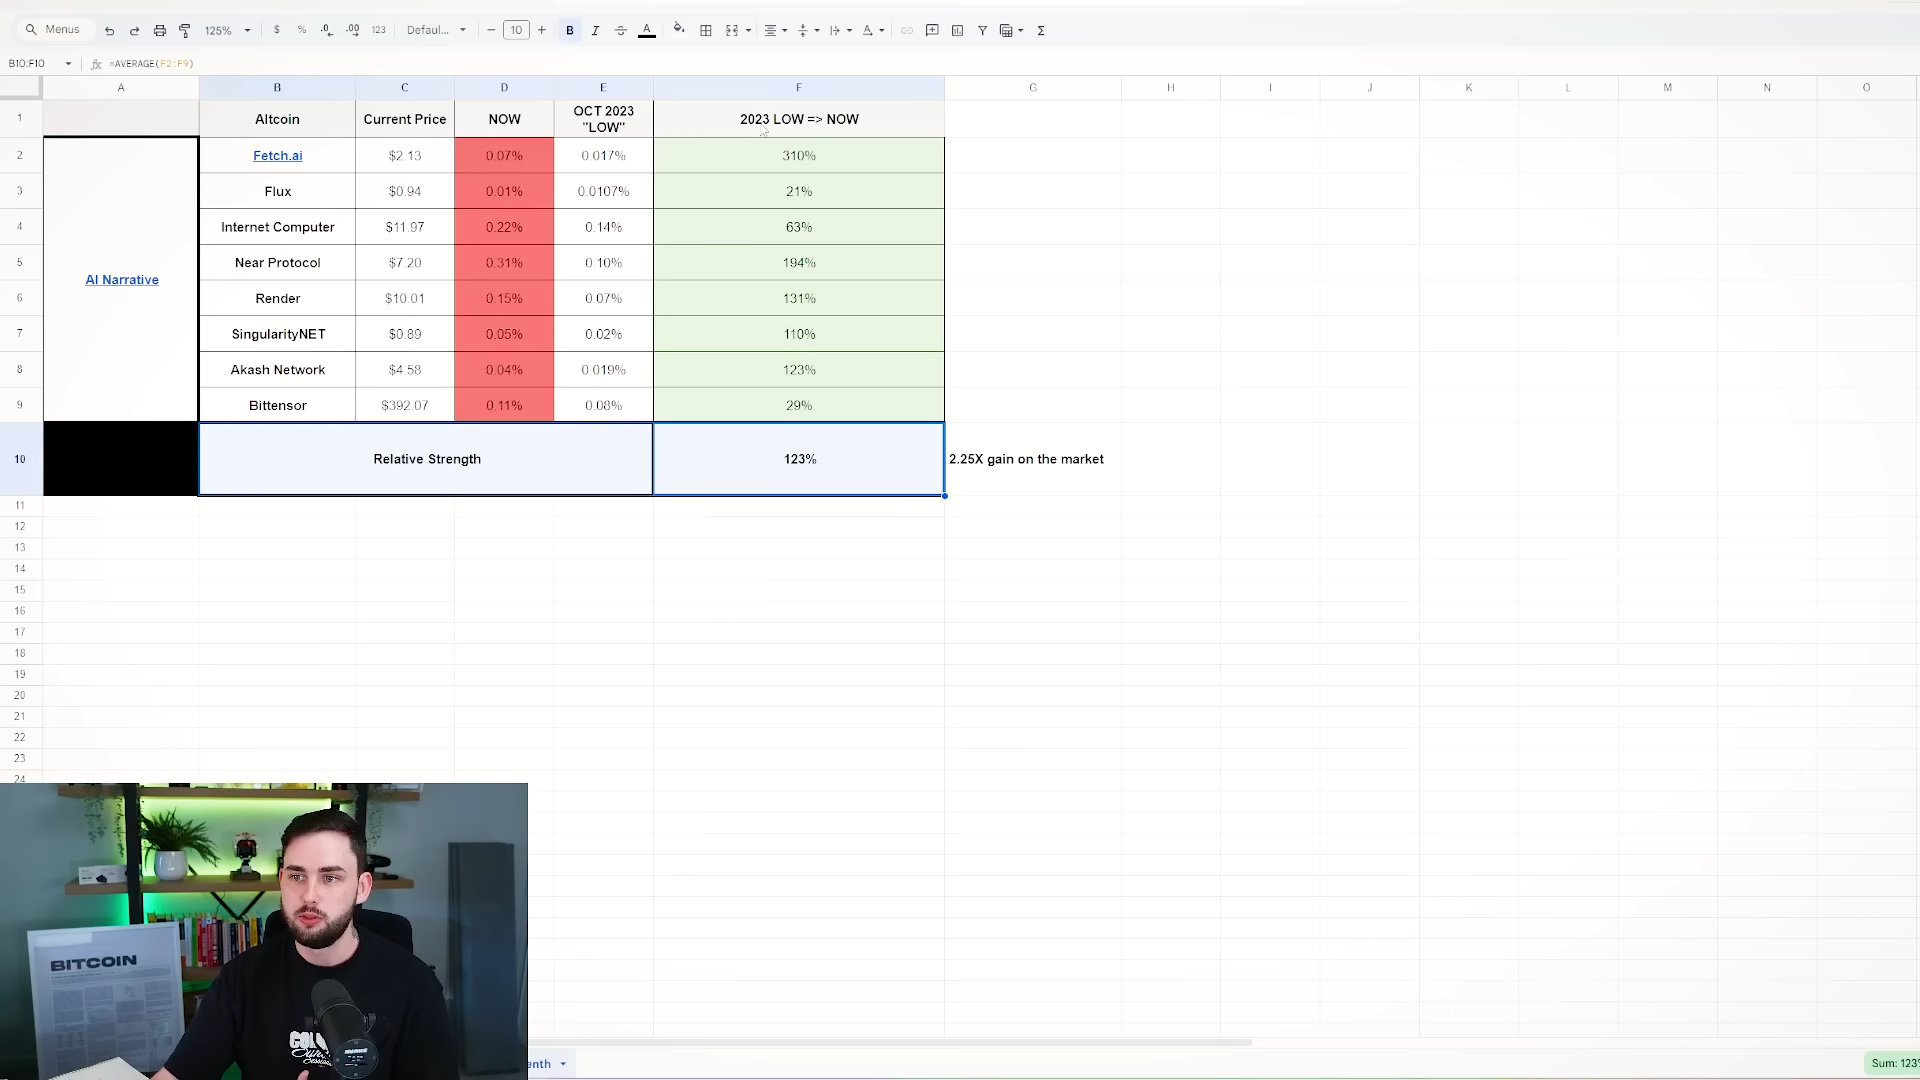 Menus
125%
$
%
.0
.00
123
Defaul...
10
B
I
A
Σ
B10:F10
fx
=AVERAGE(F2:F9)
A B C D E F G H I J K L M N O
1 Altcoin Current Price NOW OCT 2023 "LOW" 2023 LOW => NOW
2 Fetch.ai $2.13 0.07% 0.017% 310%
3 Flux $0.94 0.01% 0.0107% 21%
4 Internet Computer $11.97 0.22% 0.14% 63%
AI Narrative
5 Near Protocol $7.20 0.31% 0.10% 194%
6 Render $10.01 0.15% 0.07% 131%
7 SingularityNET $0.89 0.05% 0.02% 110%
8 Akash Network $4.58 0.04% 0.019% 123%
9 Bittensor $392.07 0.11% 0.08% 29%
10 Relative Strength 123% 2.25X gain on the market
11
12
13
14
15
16
17
18
19
20
21
22
23
24
BITCOIN
enth
Sum: 123%